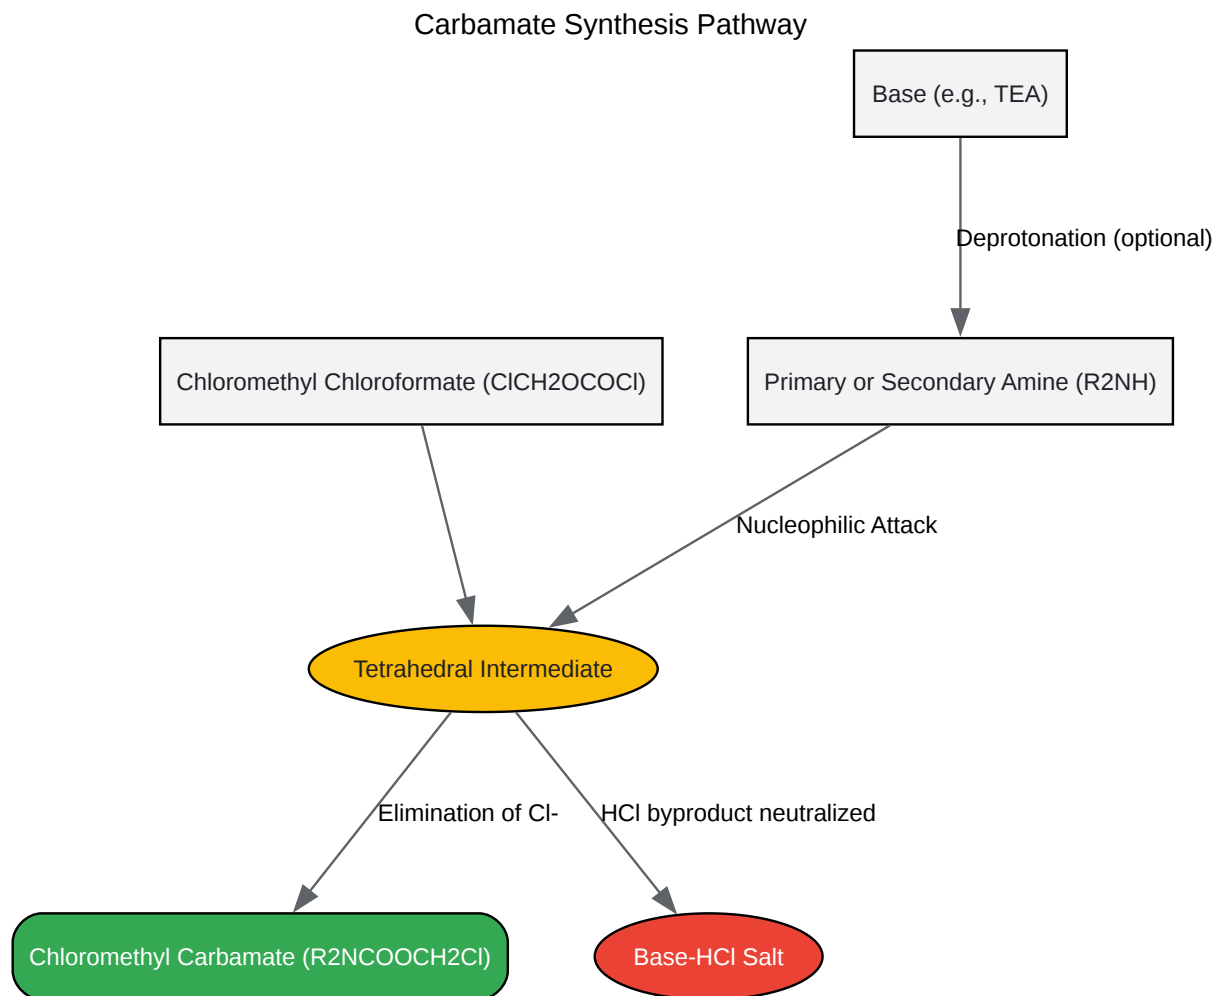 Carbamate Synthesis Pathway
Base (e.g., TEA)
Deprotonation (optional)
Chloromethyl Chloroformate (ClCH2OCOCl)
Primary or Secondary Amine (R2NH)
Nucleophilic Attack
Tetrahedral Intermediate
Elimination of Cl-
HCl byproduct neutralized
Chloromethyl Carbamate (R2NCOOCH2Cl)
Base-HCl Salt